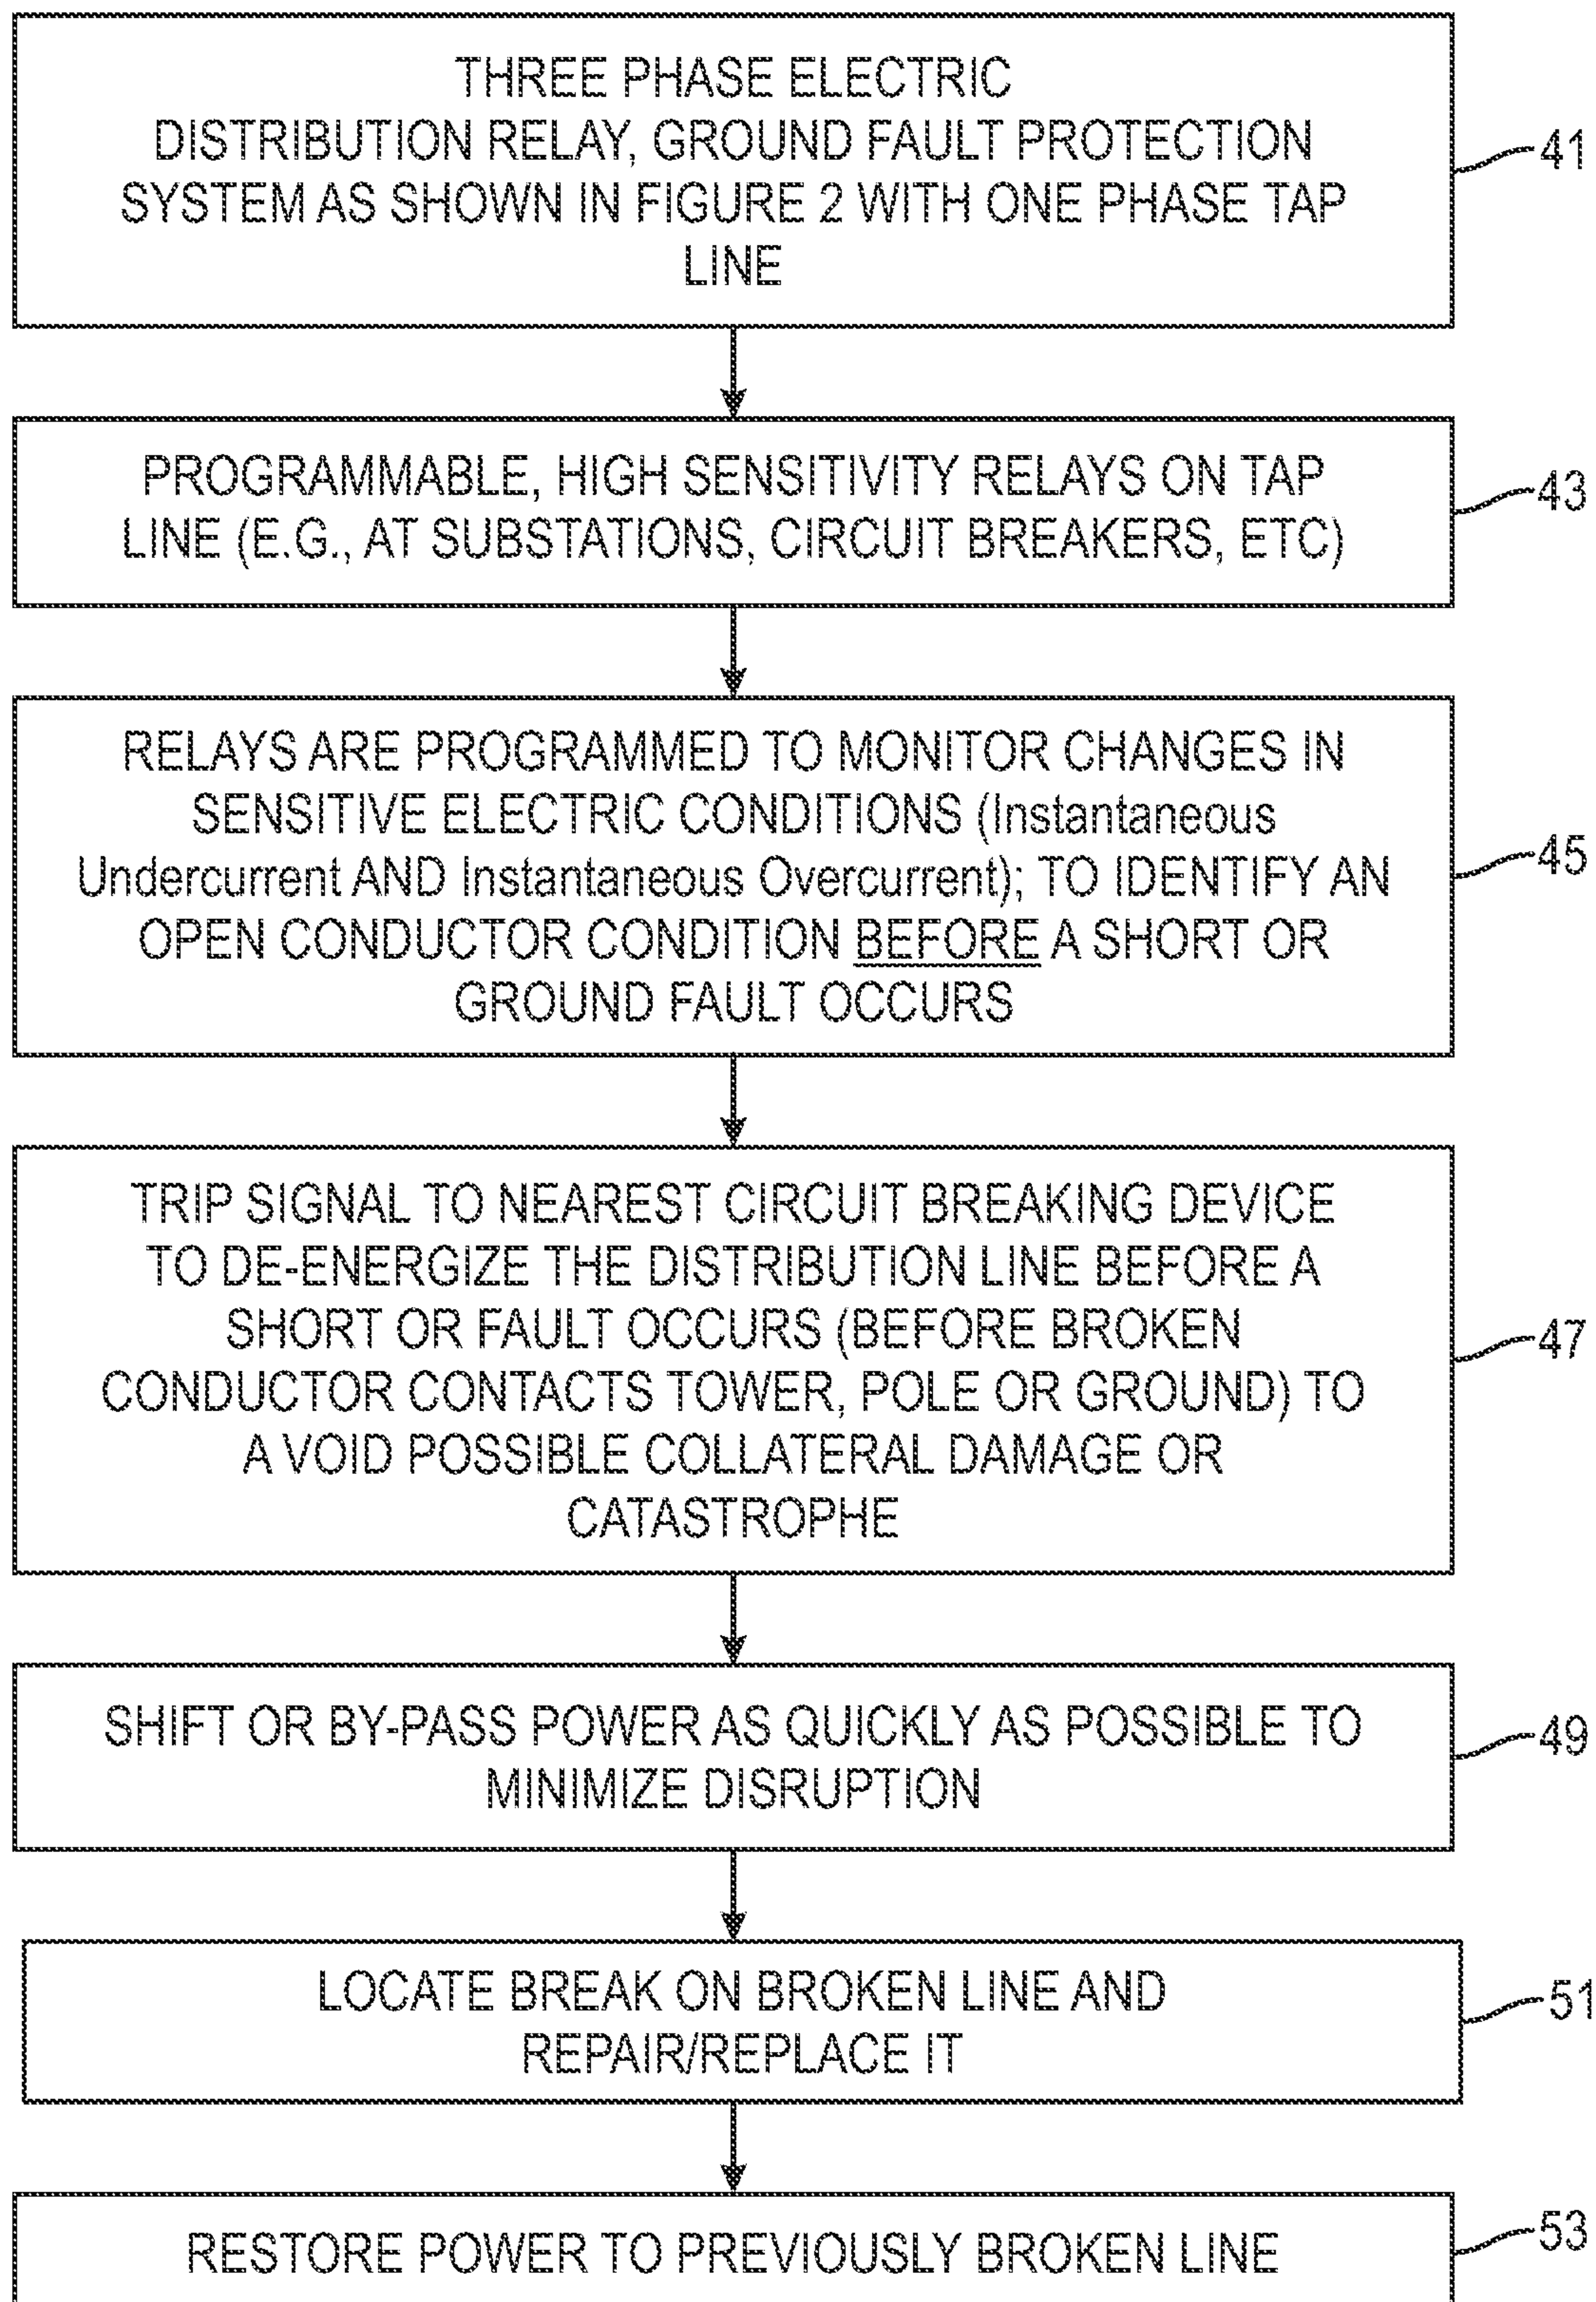 THREE PHASE ELECTRIC
DISTRIBUTION RELAY, GROUND FAULT PROTECTION
SYSTEM AS SHOWN IN FIGURE 2 WITH ONE PHASE TAP
LINE
41
PROGRAMMABLE, HIGH SENSITIVITY RELAYS ON TAP
LINE (E.G., AT SUBSTATIONS, CIRCUIT BREAKERS, ETC)
43
RELAYS ARE PROGRAMMED TO MONITOR CHANGES IN
SENSITIVE ELECTRIC CONDITIONS (Instantaneous
Undercurrent AND Instantaneous Overcurrent); TO IDENTIFY AN
OPEN CONDUCTOR CONDITION BEFORE A SHORT OR
GROUND FAULT OCCURS
45
TRIP SIGNAL TO NEAREST CIRCUIT BREAKING DEVICE
TO DE-ENERGIZE THE DISTRIBUTION LINE BEFORE A
SHORT OR FAULT OCCURS (BEFORE BROKEN
CONDUCTOR CONTACTS TOWER, POLE OR GROUND) TO
A VOID POSSIBLE COLLATERAL DAMAGE OR
CATASTROPHE
47
SHIFT OR BY-PASS POWER AS QUICKLY AS POSSIBLE TO
MINIMIZE DISRUPTION
49
LOCATE BREAK ON BROKEN LINE AND
REPAIR/REPLACE IT
51
RESTORE POWER TO PREVIOUSLY BROKEN LINE
53